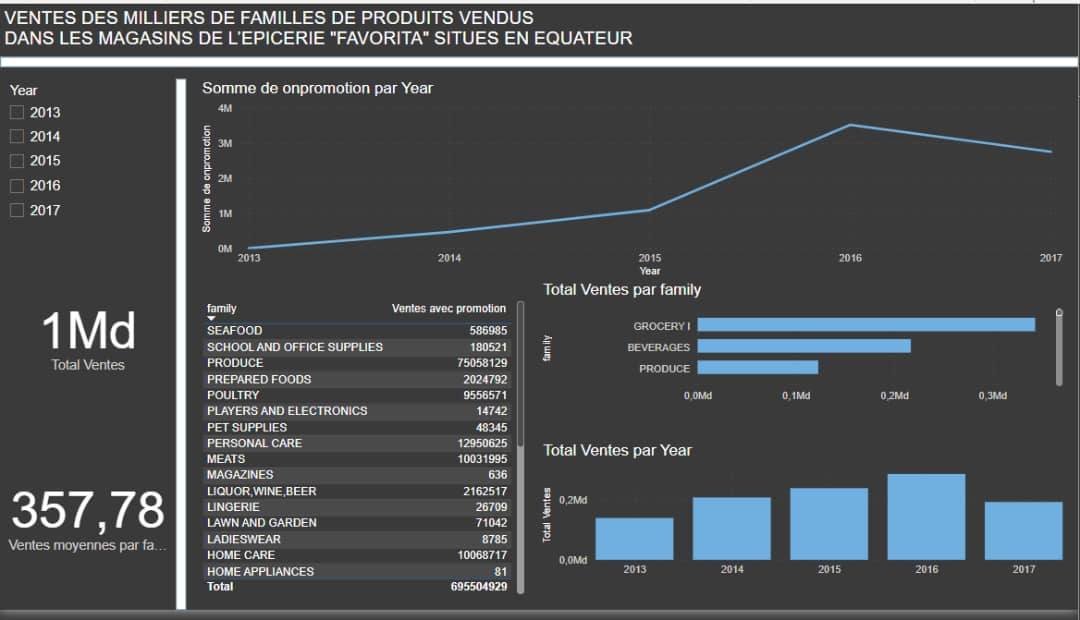 VENTES DES MILLIERS DE FAMILLES DE PRODUITS VENDUS
DANS LES MAGASINS DE L'EPICERIE "FAVORITA" SITUES EN EQUATEUR
Year
2013
2014
2015
2016
2017
1Md
Total Ventes
357,78
Ventes moyennes par fa...
Somme de onpromotion par Year
Somme de onpromotion
4M
3M
2M
1M
0M
2013 2014 2015 2016 2017
Year
family Ventes avec promotion
SEAFOOD 586985
SCHOOL AND OFFICE SUPPLIES 180521
PRODUCE 75058129
PREPARED FOODS 2024792
POULTRY 9556571
PLAYERS AND ELECTRONICS 14742
PET SUPPLIES 48345
PERSONAL CARE 12950625
MEATS 10031995
MAGAZINES 636
LIQUOR,WINE,BEER 2162517
LINGERIE 26709
LAWN AND GARDEN 71042
LADIESWEAR 8785
HOME CARE 10068717
HOME APPLIANCES 81
Total 695504929
Total Ventes par family
family
GROCERY I
BEVERAGES
PRODUCE
0,0Md 0,1Md 0,2Md 0,3Md
Total Ventes par Year
Total Ventes
0,2Md
0,0Md
2013 2014 2015 2016 2017